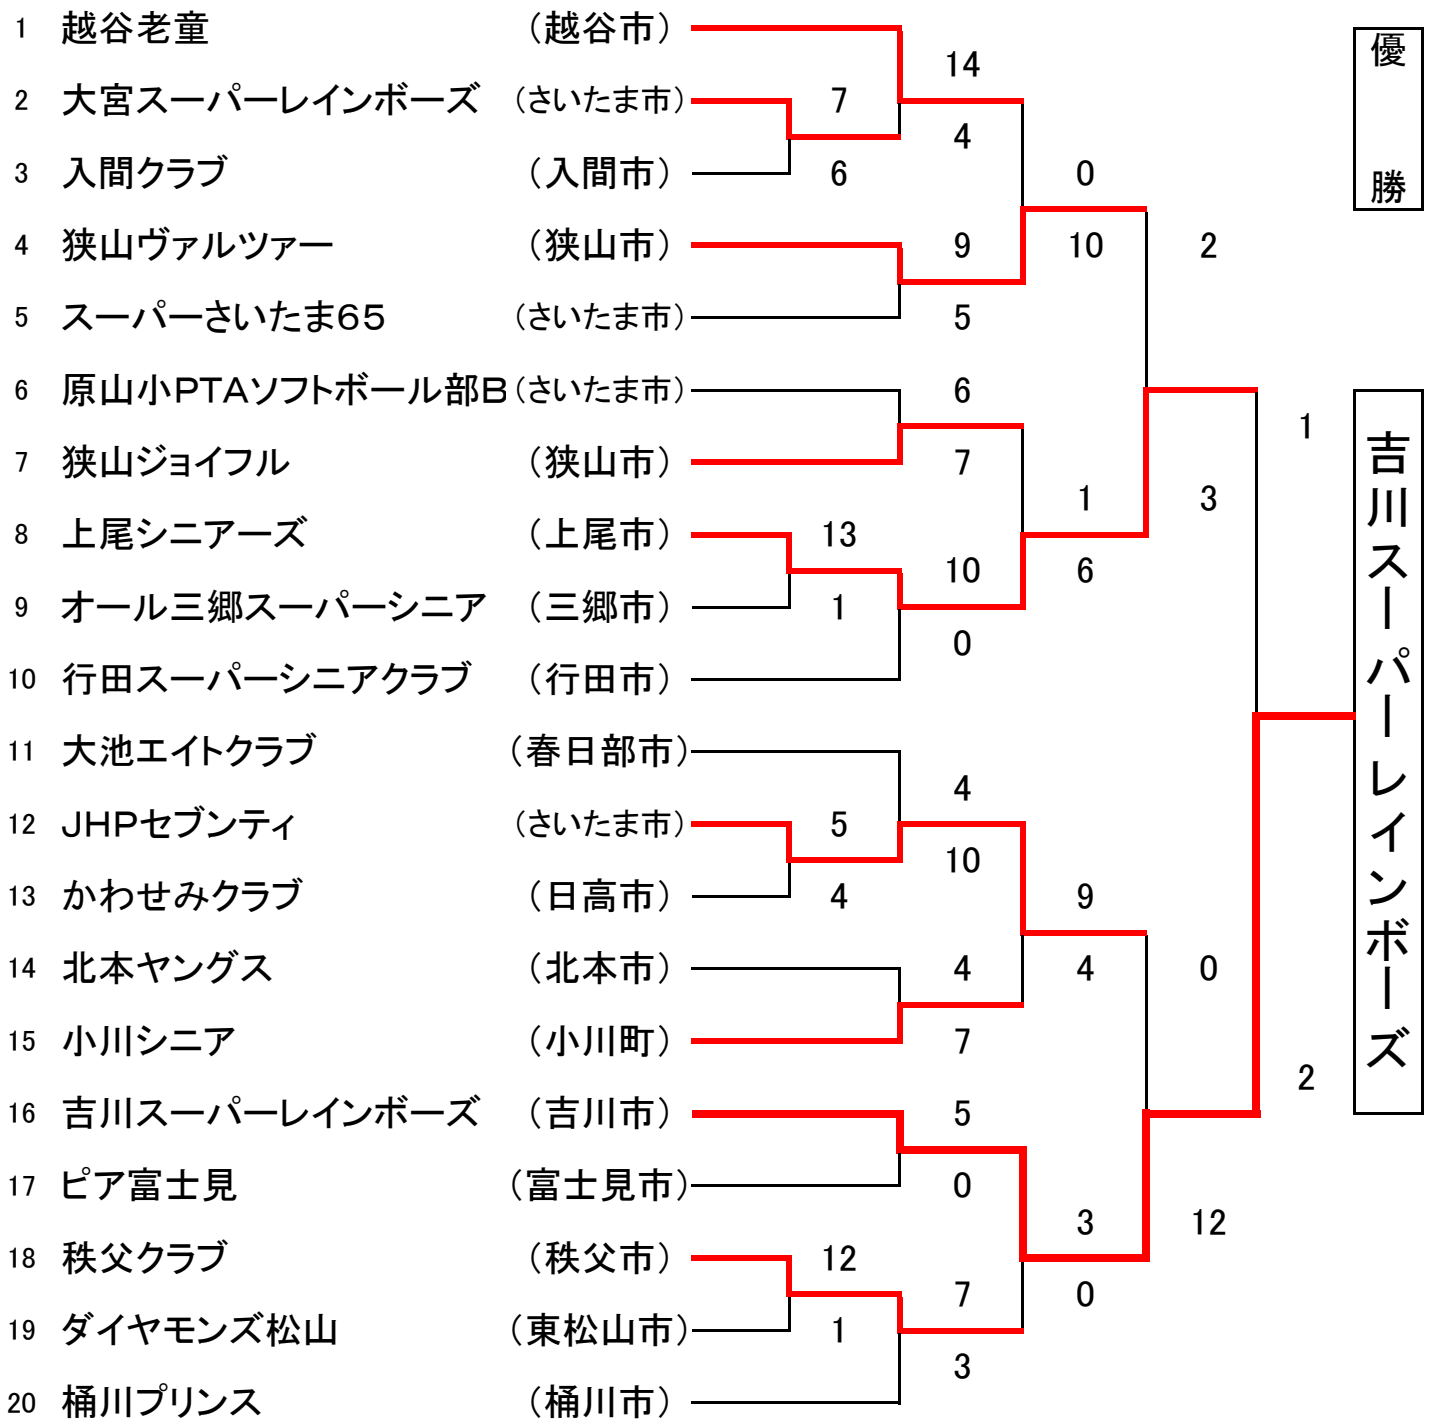 1 越谷老童 （越谷市）
14
優勝
2 大宮スーパーレインボーズ （さいたま市） 7
4
3 入間クラブ （入間市） 6 0
4 狭山ヴァルツァー （狭山市） 9 10 2
5 スーパーさいたま65 （さいたま市） 5
6 原山小PTAソフトボール部B （さいたま市） 6
1
7 狭山ジョイフル （狭山市） 7
1 3
8 上尾シニアーズ （上尾市） 13
10 6
9 オール三郷スーパーシニア （三郷市） 1
0
10 行田スーパーシニアクラブ （行田市）
吉川スーパーレインボーズ
11 大池エイトクラブ （春日部市）
4
12 JHPセブンティ （さいたま市） 5
10
13 かわせみクラブ （日高市） 4 9
14 北本ヤングス （北本市） 4 4 0
15 小川シニア （小川町） 7
2
16 吉川スーパーレインボーズ （吉川市） 5
17 ピア富士見 （富士見市） 0
3 12
18 秩父クラブ （秩父市） 12
7 0
19 ダイヤモンズ松山 （東松山市） 1
3
20 桶川プリンス （桶川市）